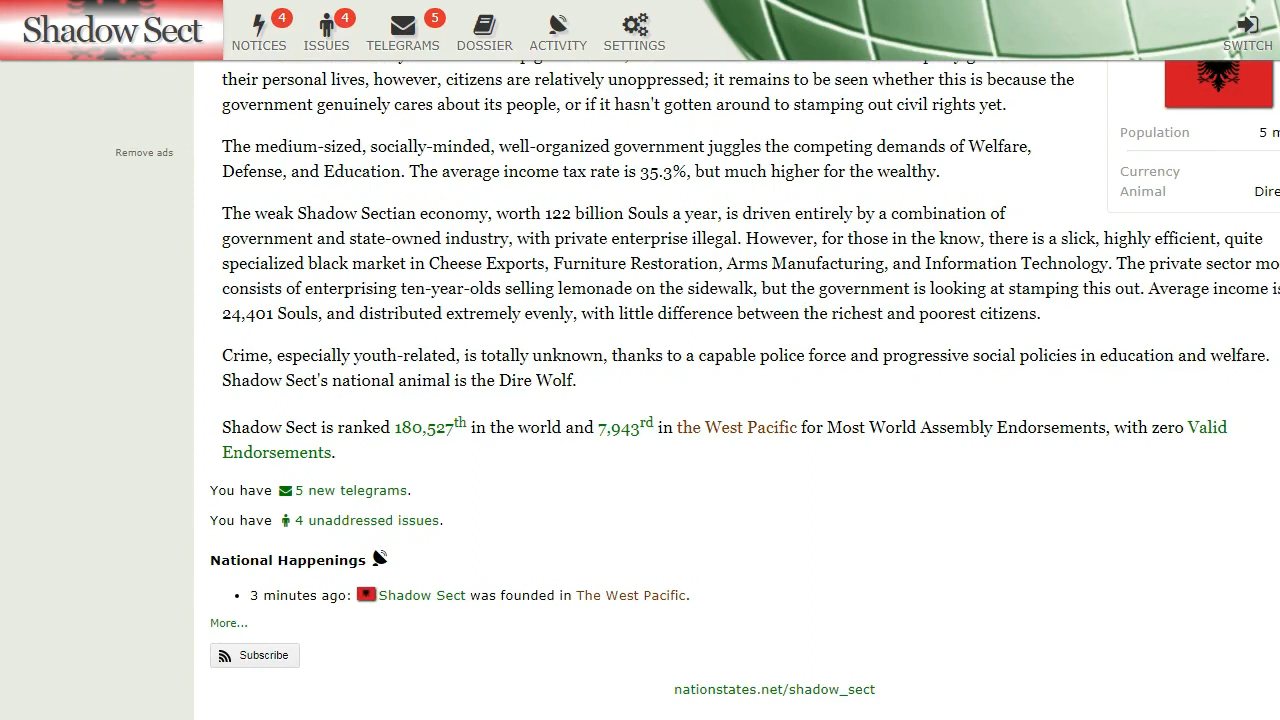 Shadow Sect
4
NOTICES
4
ISSUES
5
TELEGRAMS
DOSSIER
ACTIVITY
SETTINGS
SWITCH
their personal lives, however, citizens are relatively unoppressed; it remains to be seen whether this is because the
government genuinely cares about its people, or if it hasn't gotten around to stamping out civil rights yet.
Remove ads
The medium-sized, socially-minded, well-organized government juggles the competing demands of Welfare,
Defense, and Education. The average income tax rate is 35.3%, but much higher for the wealthy.
Population 5 m
Currency
Animal Dire
The weak Shadow Sectian economy, worth 122 billion Souls a year, is driven entirely by a combination of
government and state-owned industry, with private enterprise illegal. However, for those in the know, there is a slick, highly efficient, quite
specialized black market in Cheese Exports, Furniture Restoration, Arms Manufacturing, and Information Technology. The private sector mo
consists of enterprising ten-year-olds selling lemonade on the sidewalk, but the government is looking at stamping this out. Average income is
24,401 Souls, and distributed extremely evenly, with little difference between the richest and poorest citizens.
Crime, especially youth-related, is totally unknown, thanks to a capable police force and progressive social policies in education and welfare.
Shadow Sect's national animal is the Dire Wolf.
Shadow Sect is ranked 180,527th in the world and 7,943rd in the West Pacific for Most World Assembly Endorsements, with zero Valid
Endorsements.
You have 5 new telegrams.
You have 4 unaddressed issues.
National Happenings
• 3 minutes ago: Shadow Sect was founded in The West Pacific.
More...
Subscribe
nationstates.net/shadow_sect